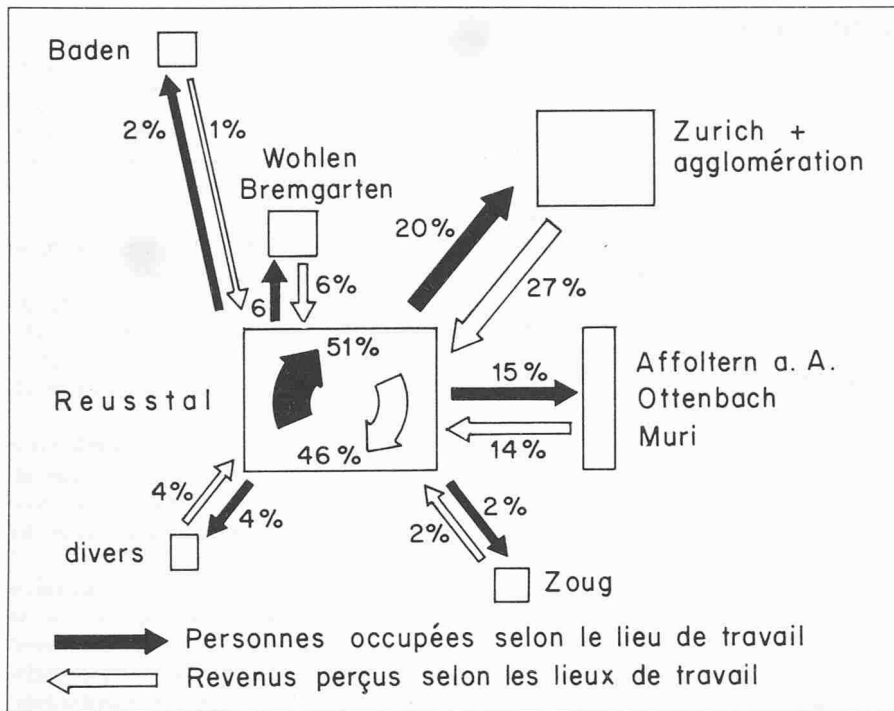 Baden
2% 1%
Wohlen
Bremgarten
Zurich +
agglomération
20%
27%
6 6%
51%
Reusstal
46%
15%
14%
Affoltern a. A.
Ottenbach
Muri
4%
4%
divers
2%
2%
Zoug
Personnes occupées selon le lieu de travail
Revenus perçus selon les lieux de travail